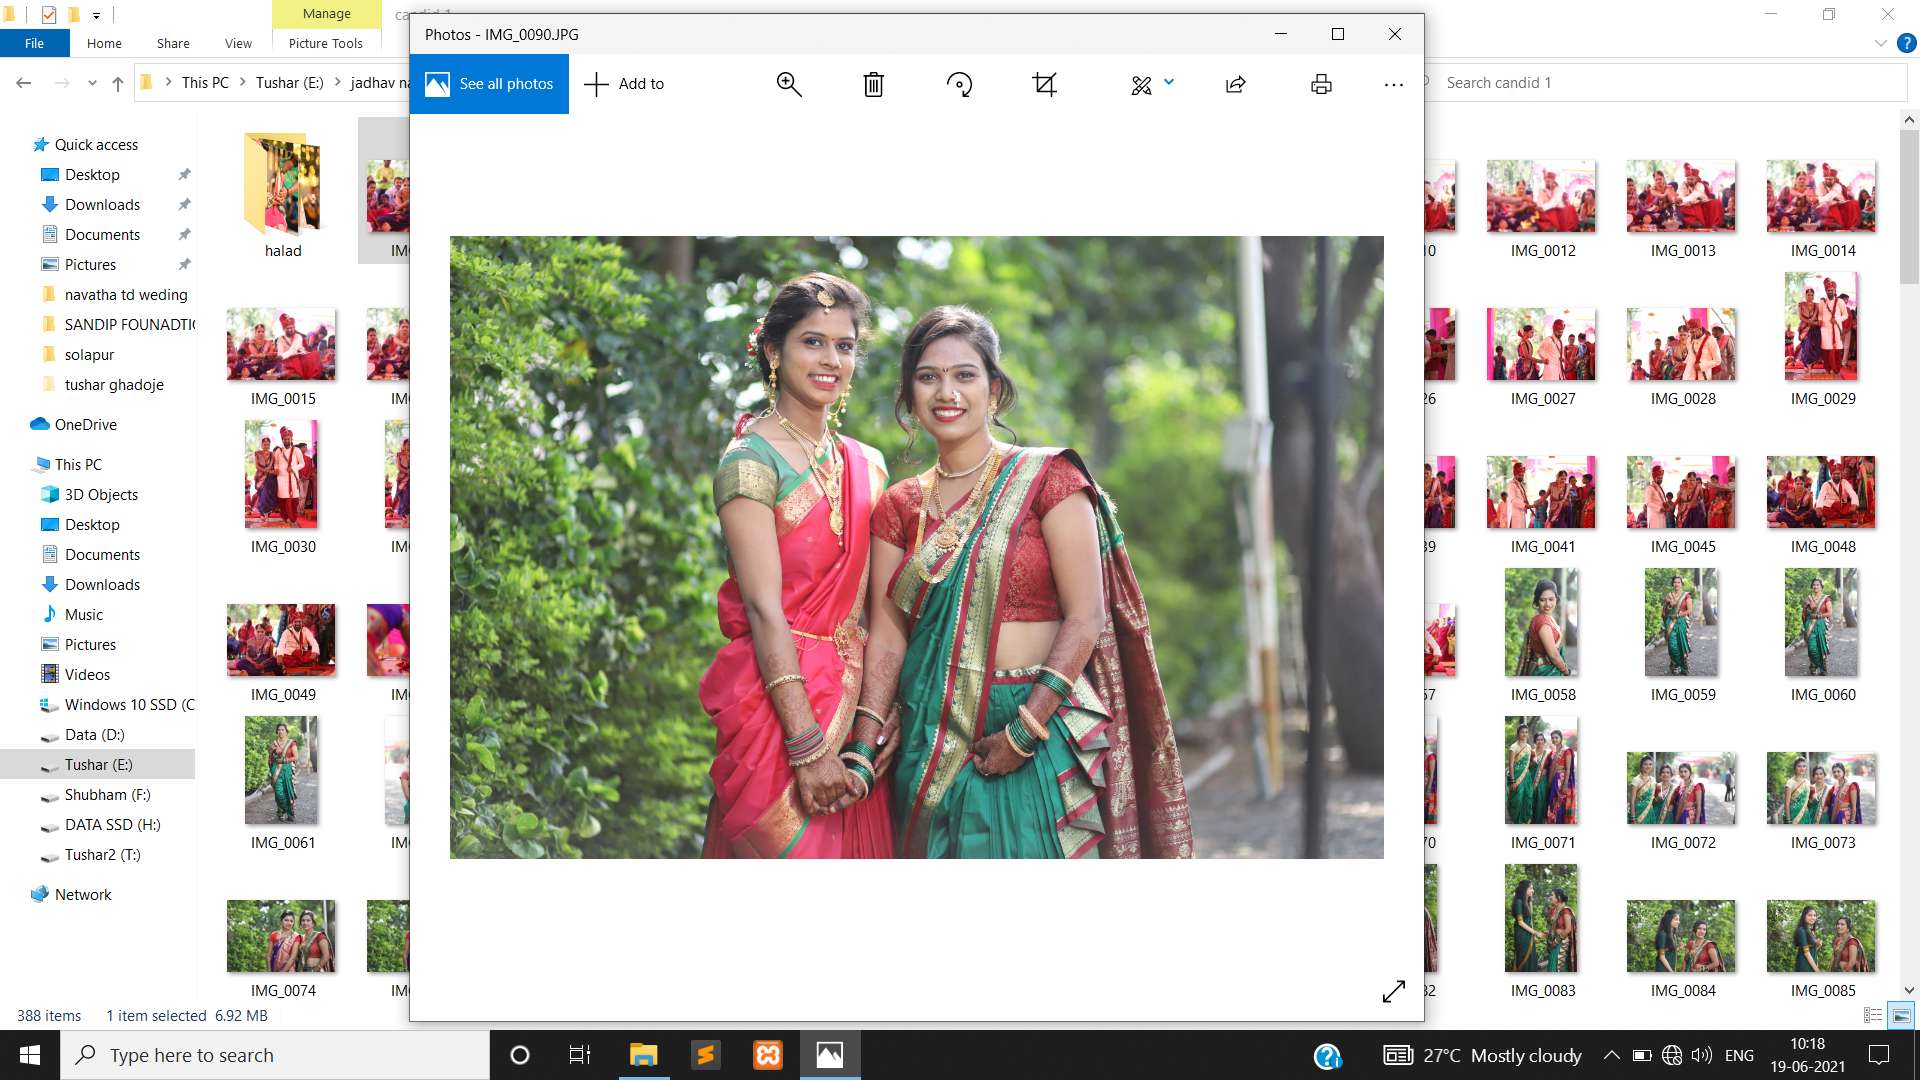 Manage
candid 1
File
Home
Share
View
Picture Tools
This PC
Tushar (E:)
Search candid 1
Photos - IMG_0090.JPG
See all photos
Add to
Quick access
Desktop
Downloads
Documents
Pictures
navatha td weding
solapur
tushar ghadoje
OneDrive
This PC
3D Objects
Desktop
Documents
Downloads
Music
Pictures
Videos
Windows 10 SSD (C
Data (D:)
Tushar (E:)
Shubham (F:)
DATA SSD (H:)
Tushar2 (T:)
Network
halad
IMG_0012
IMG_0013
IMG_0014
IMG_0015
IMG_0027
IMG_0028
IMG_0029
IMG_0030
IMG_0041
IMG_0045
IMG_0048
IMG_0049
IMG_0058
IMG_0059
IMG_0060
IMG_0061
IMG_0071
IMG_0072
IMG_0073
IMG_0074
IMG_0083
IMG_0084
IMG_0085
388 items
1 item selected 6.92 MB
Type here to search
27°C Mostly cloudy
ENG
10:18
19-06-2021